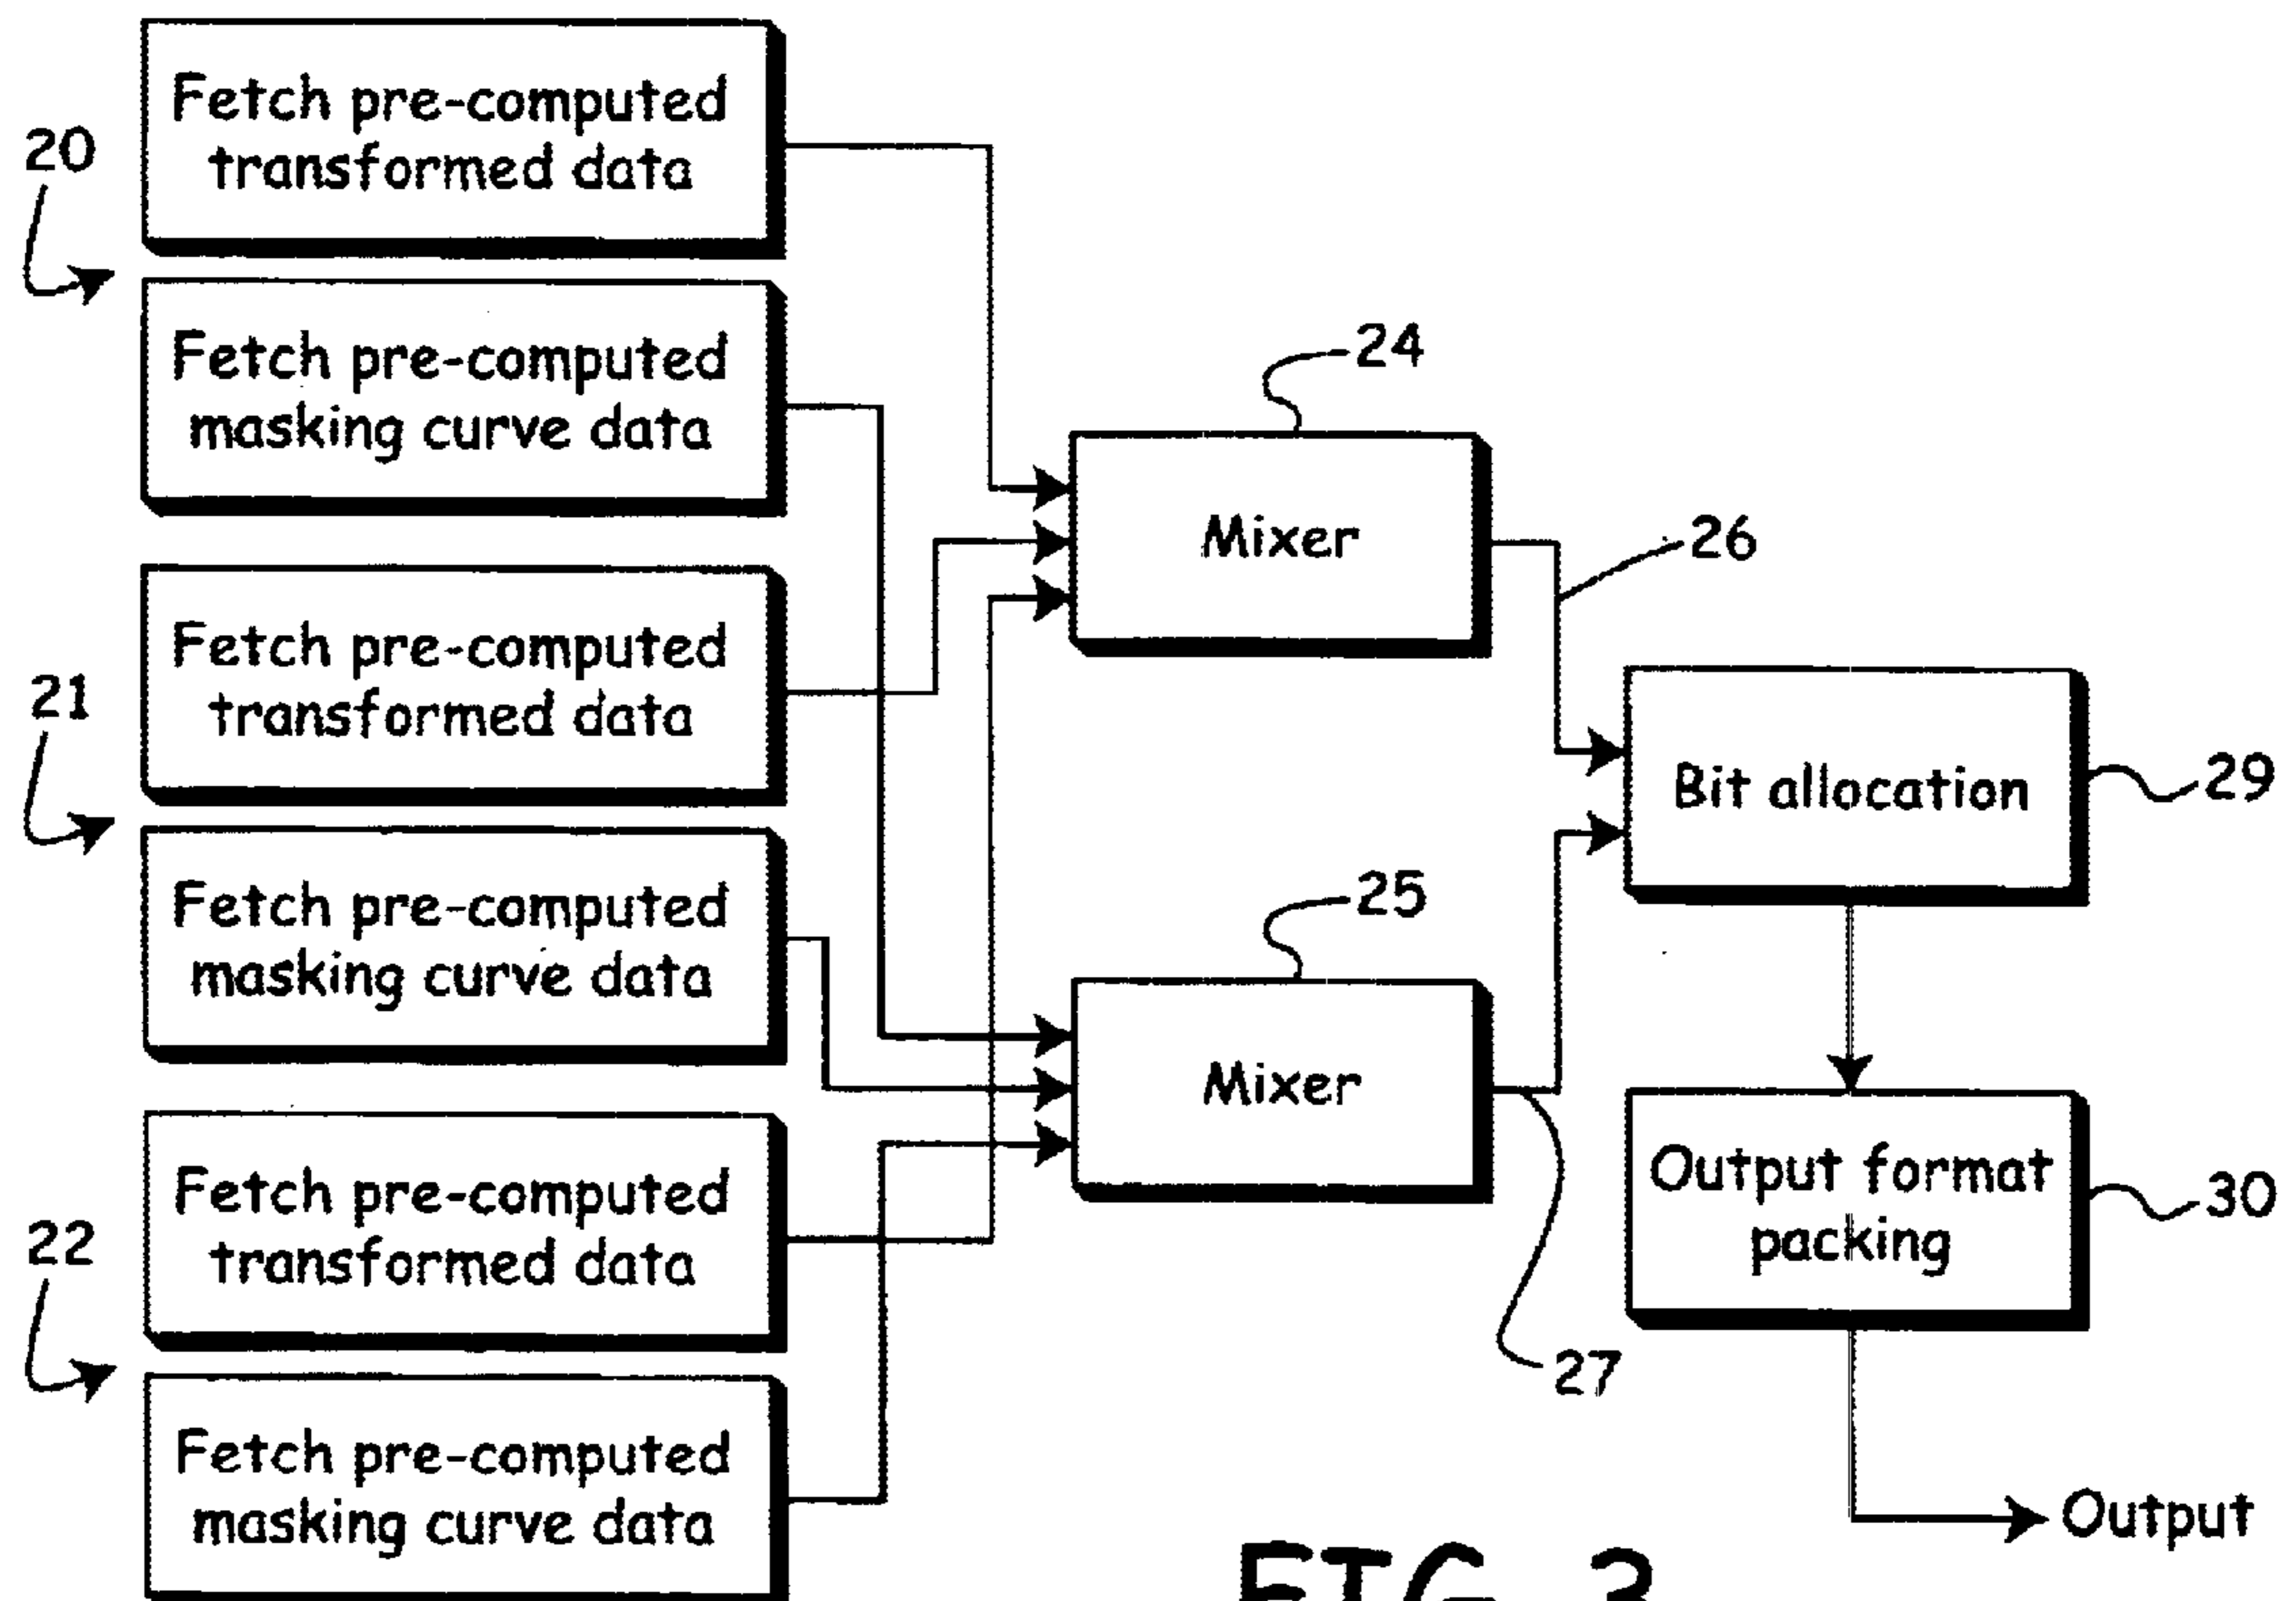 20
Fetch pre-computed
transformed data
Fetch pre-computed
masking curve data
21
Fetch pre-computed
transformed data
Fetch pre-computed
masking curve data
22
Fetch pre-computed
transformed data
Fetch pre-computed
masking curve data
24
Mixer
26
25
Mixer
27
Bit allocation
29
Output format
packing
30
Output
FIG. 3